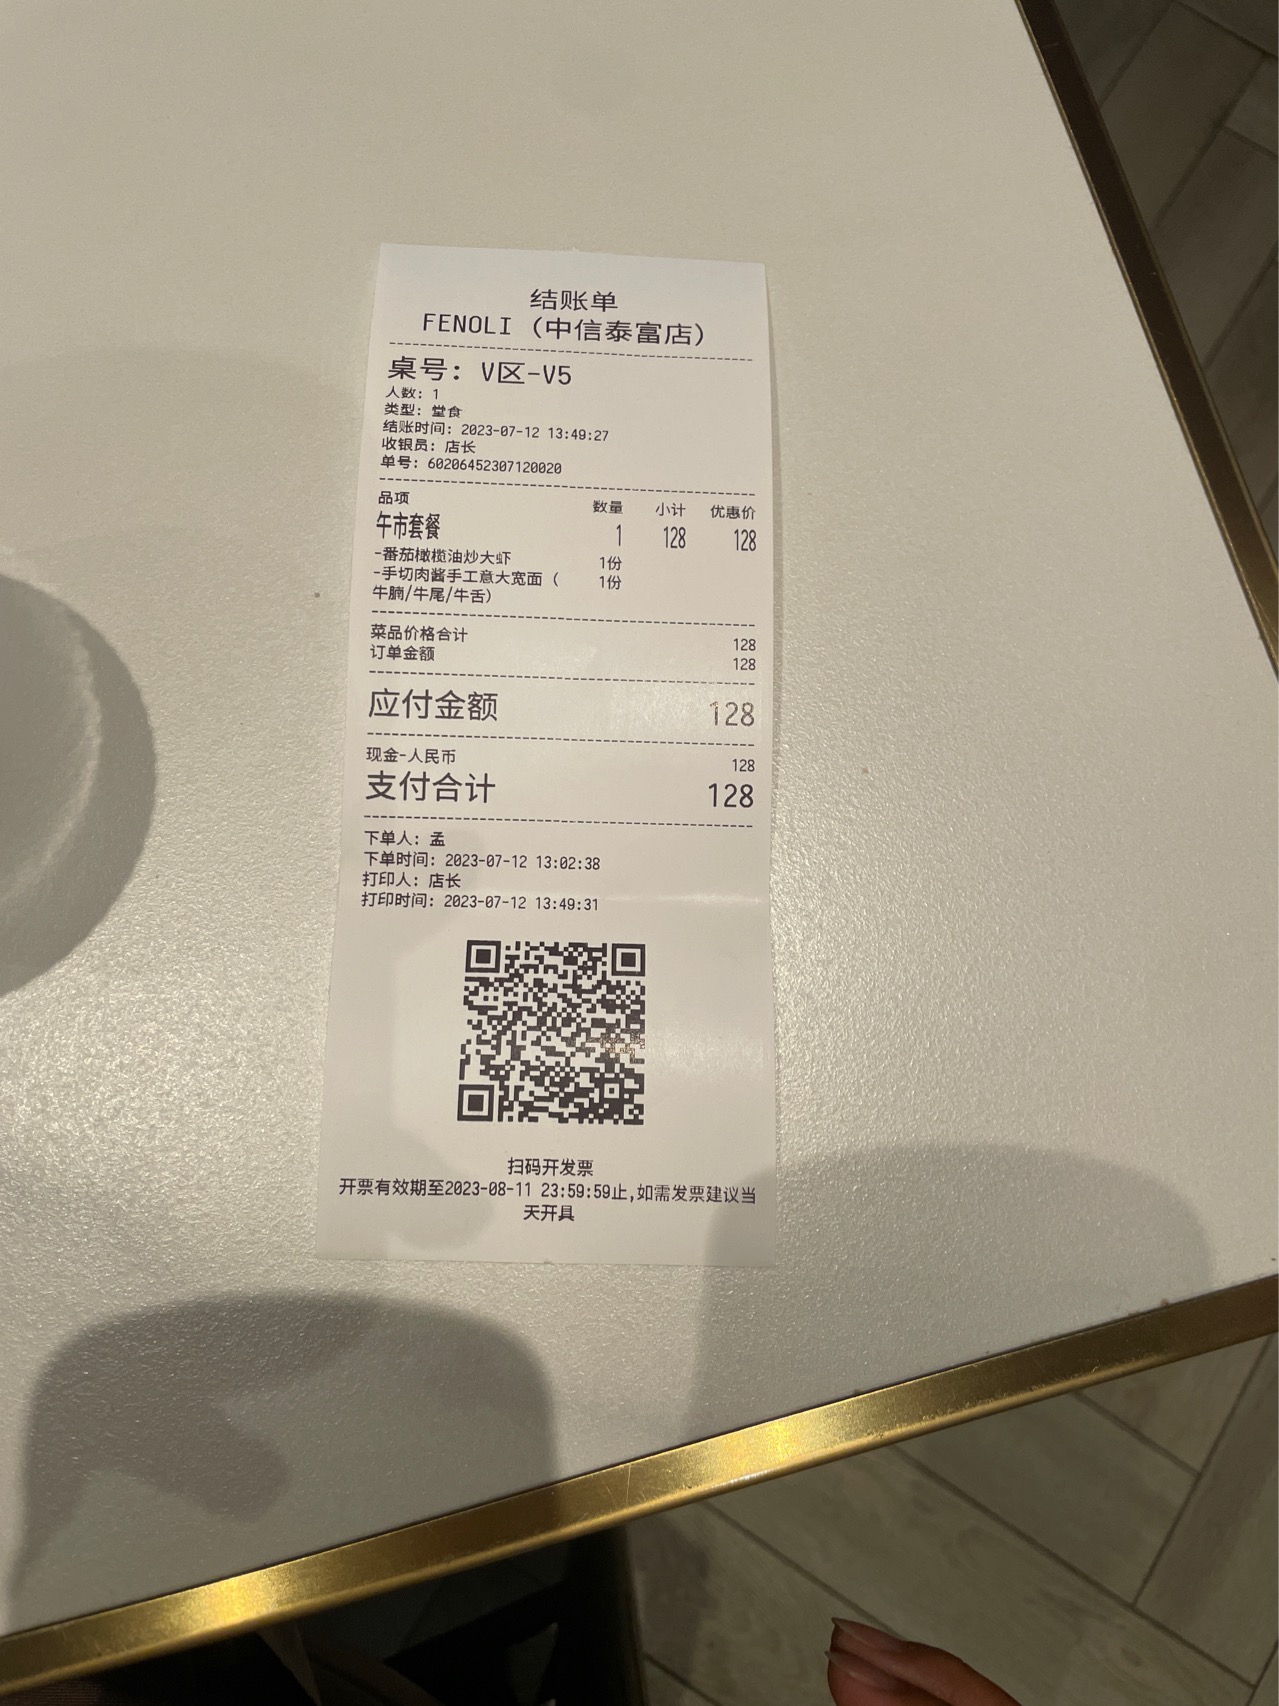 结账单
FENOLI（中信泰富店）
桌号：V区-V5
人数：1
类型：堂食
结账时间：2023-07-12 13:49:27
收银员：店长
单号：60206452307120020
品项 数量 小计 优惠价
午市套餐 1 128 128
-番茄橄榄油炒大虾 1份
-手切肉酱手工意大宽面（ 1份
牛腩/牛尾/牛舌）
菜品价格合计 128
订单金额 128
应付金额 128
现金-人民币 128
支付合计 128
下单人：孟
下单时间：2023-07-12 13:02:38
打印人：店长
打印时间：2023-07-12 13:49:31
扫码开发票
开票有效期至2023-08-11 23:59:59止,如需发票建议当
天开具